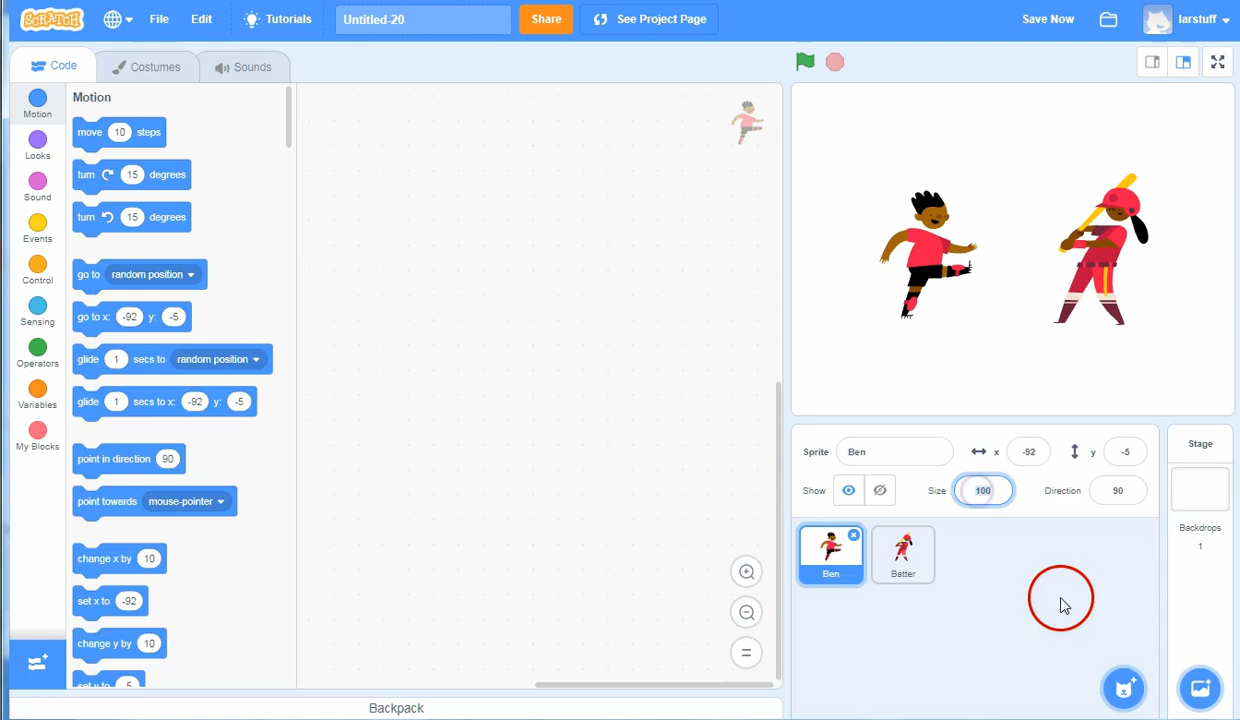 SCRATCH File Edit Tutorials Untitled-20 Share See Project Page Save Now larstuff
Code Costumes Sounds
Motion
Looks
Sound
Events
Control
Sensing
Operators
Variables
My Blocks
Motion
move 10 steps
turn 15 degrees
turn 15 degrees
go to random position
go to x: -92 y: -5
glide 1 secs to random position
glide 1 secs to x: -92 y: -5
point in direction 90
point towards mouse-pointer
change x by 10
set x to -92
change y by 10
set y to -5
Backpack
Sprite Ben x -92 y -5
Show Size 100 Direction 90
Ben Batter
Stage
Backdrops
1